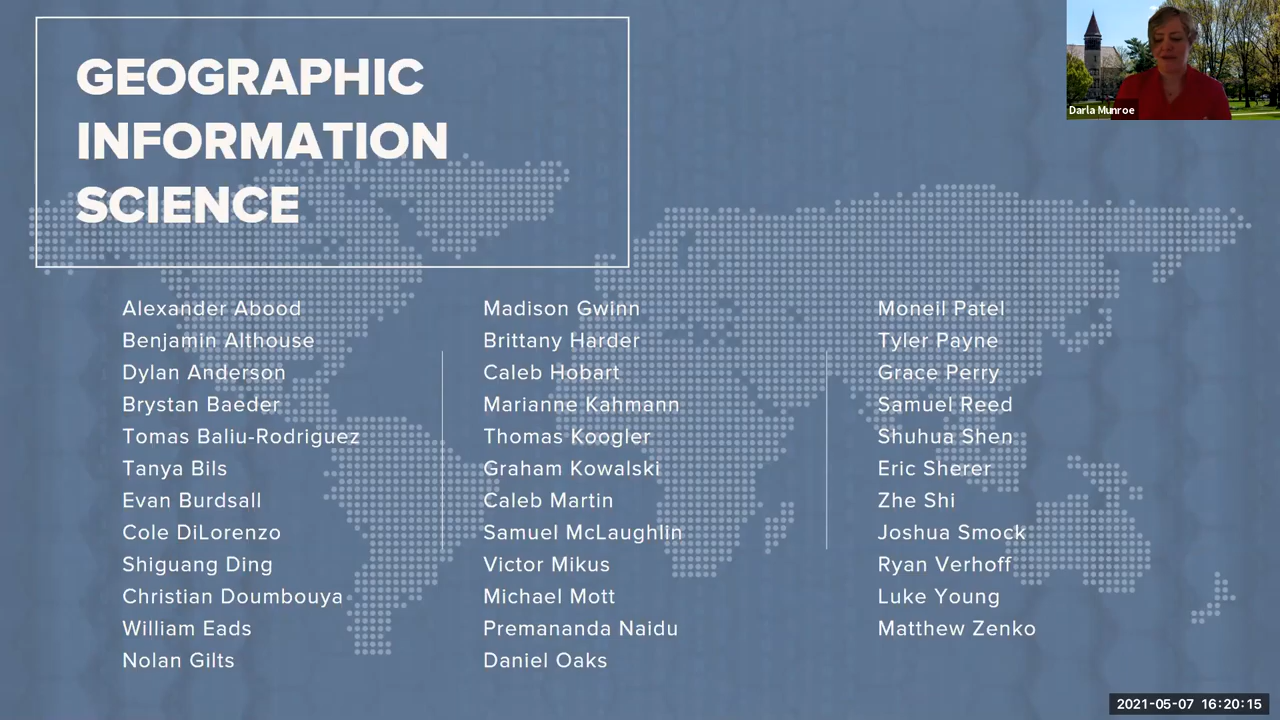 GEOGRAPHIC
INFORMATION
SCIENCE
Darla Munroe
Alexander Abood
Benjamin Althouse
Dylan Anderson
Brystan Baeder
Tomas Baliu-Rodriguez
Tanya Bils
Evan Burdsall
Cole DiLorenzo
Shiguang Ding
Christian Doumbouya
William Eads
Nolan Gilts
Madison Gwinn
Brittany Harder
Caleb Hobart
Marianne Kahmann
Thomas Koogler
Graham Kowalski
Caleb Martin
Samuel McLaughlin
Victor Mikus
Michael Mott
Premananda Naidu
Daniel Oaks
Moneil Patel
Tyler Payne
Grace Perry
Samuel Reed
Shuhua Shen
Eric Sherer
Zhe Shi
Joshua Smock
Ryan Verhoff
Luke Young
Matthew Zenko
2021-05-07 16:20:15